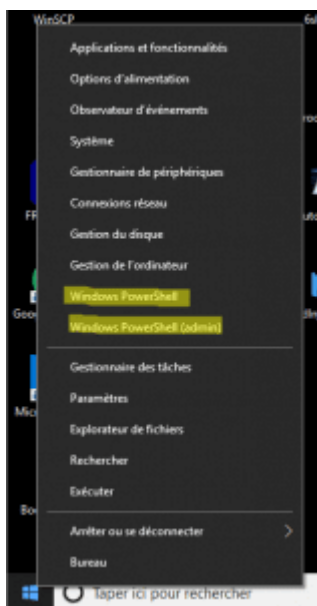 WinSCP
Applications et fonctionnalités
Options d'alimentation
Observateur d'événements
Système
Gestionnaire de périphériques
Connexions réseau
Gestion du disque
Gestion de l'ordinateur
Windows PowerShell
Windows PowerShell (admin)
Gestionnaire des tâches
Paramètres
Explorateur de fichiers
Rechercher
Exécuter
Arrêter ou se déconnecter
Bureau
Taper ici pour rechercher